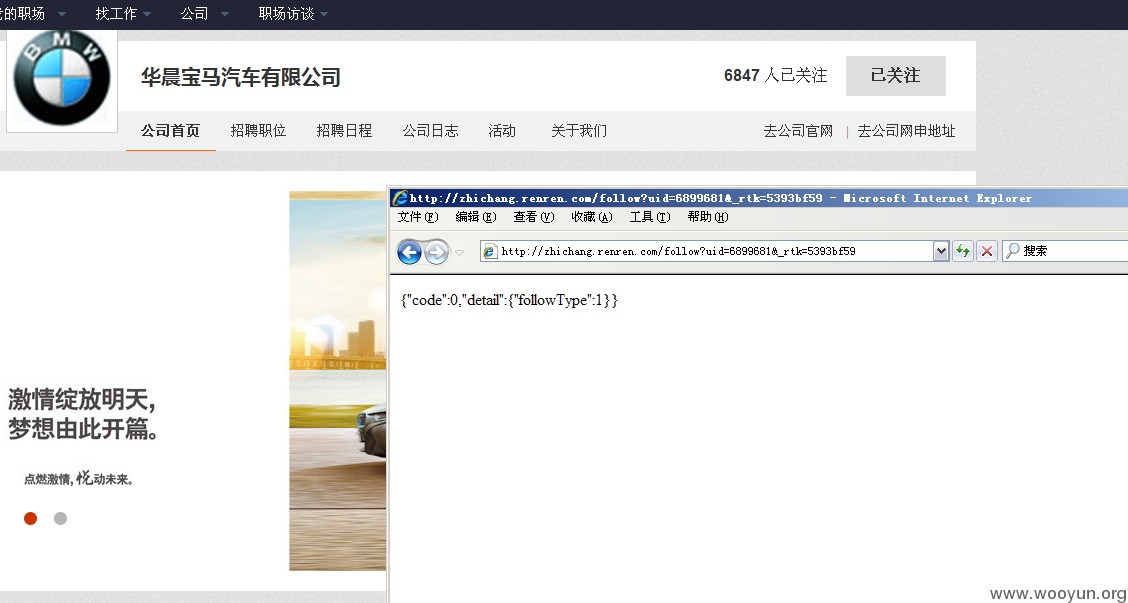 的职场 找工作 公司 职场访谈
BMW
华晨宝马汽车有限公司
6847 人已关注 已关注
公司首页 招聘职位 招聘日程 公司日志 活动 关于我们 去公司官网 | 去公司网申地址
http://zhichang.renren.com/follow?uid=6899681&_rtk=5393bf59 - Microsoft Internet Explorer
文件(F) 编辑(E) 查看(V) 收藏(A) 工具(T) 帮助(H)
http://zhichang.renren.com/follow?uid=6899681&_rtk=5393bf59 搜索
{"code":0,"detail":{"followType":1}}
激情绽放明天,
梦想由此开篇。
点燃激情,悦动未来。
www.wooyun.org